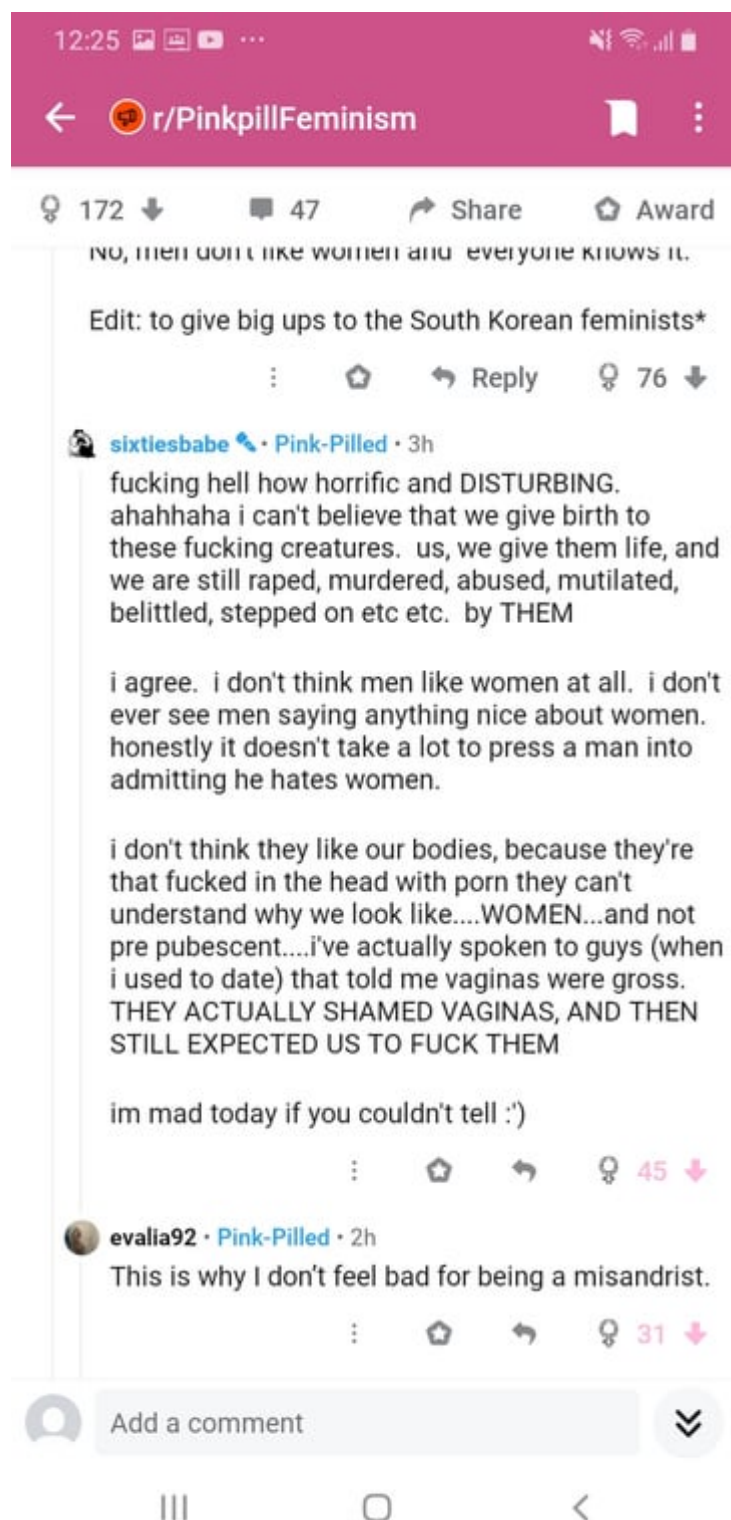 12:25 ...
r/PinkpillFeminism
172 47 Share Award
No, men don't like women and everyone knows it.
Edit: to give big ups to the South Korean feminists*
Reply 76
sixtiesbabe • Pink-Pilled • 3h
fucking hell how horrific and DISTURBING.
ahahhaha i can't believe that we give birth to
these fucking creatures. us, we give them life, and
we are still raped, murdered, abused, mutilated,
belittled, stepped on etc etc. by THEM
i agree. i don't think men like women at all. i don't
ever see men saying anything nice about women.
honestly it doesn't take a lot to press a man into
admitting he hates women.
i don't think they like our bodies, because they're
that fucked in the head with porn they can't
understand why we look like....WOMEN...and not
pre pubescent....i've actually spoken to guys (when
i used to date) that told me vaginas were gross.
THEY ACTUALLY SHAMED VAGINAS, AND THEN
STILL EXPECTED US TO FUCK THEM
im mad today if you couldn't tell :')
45
evalia92 • Pink-Pilled • 2h
This is why I don't feel bad for being a misandrist.
31
Add a comment